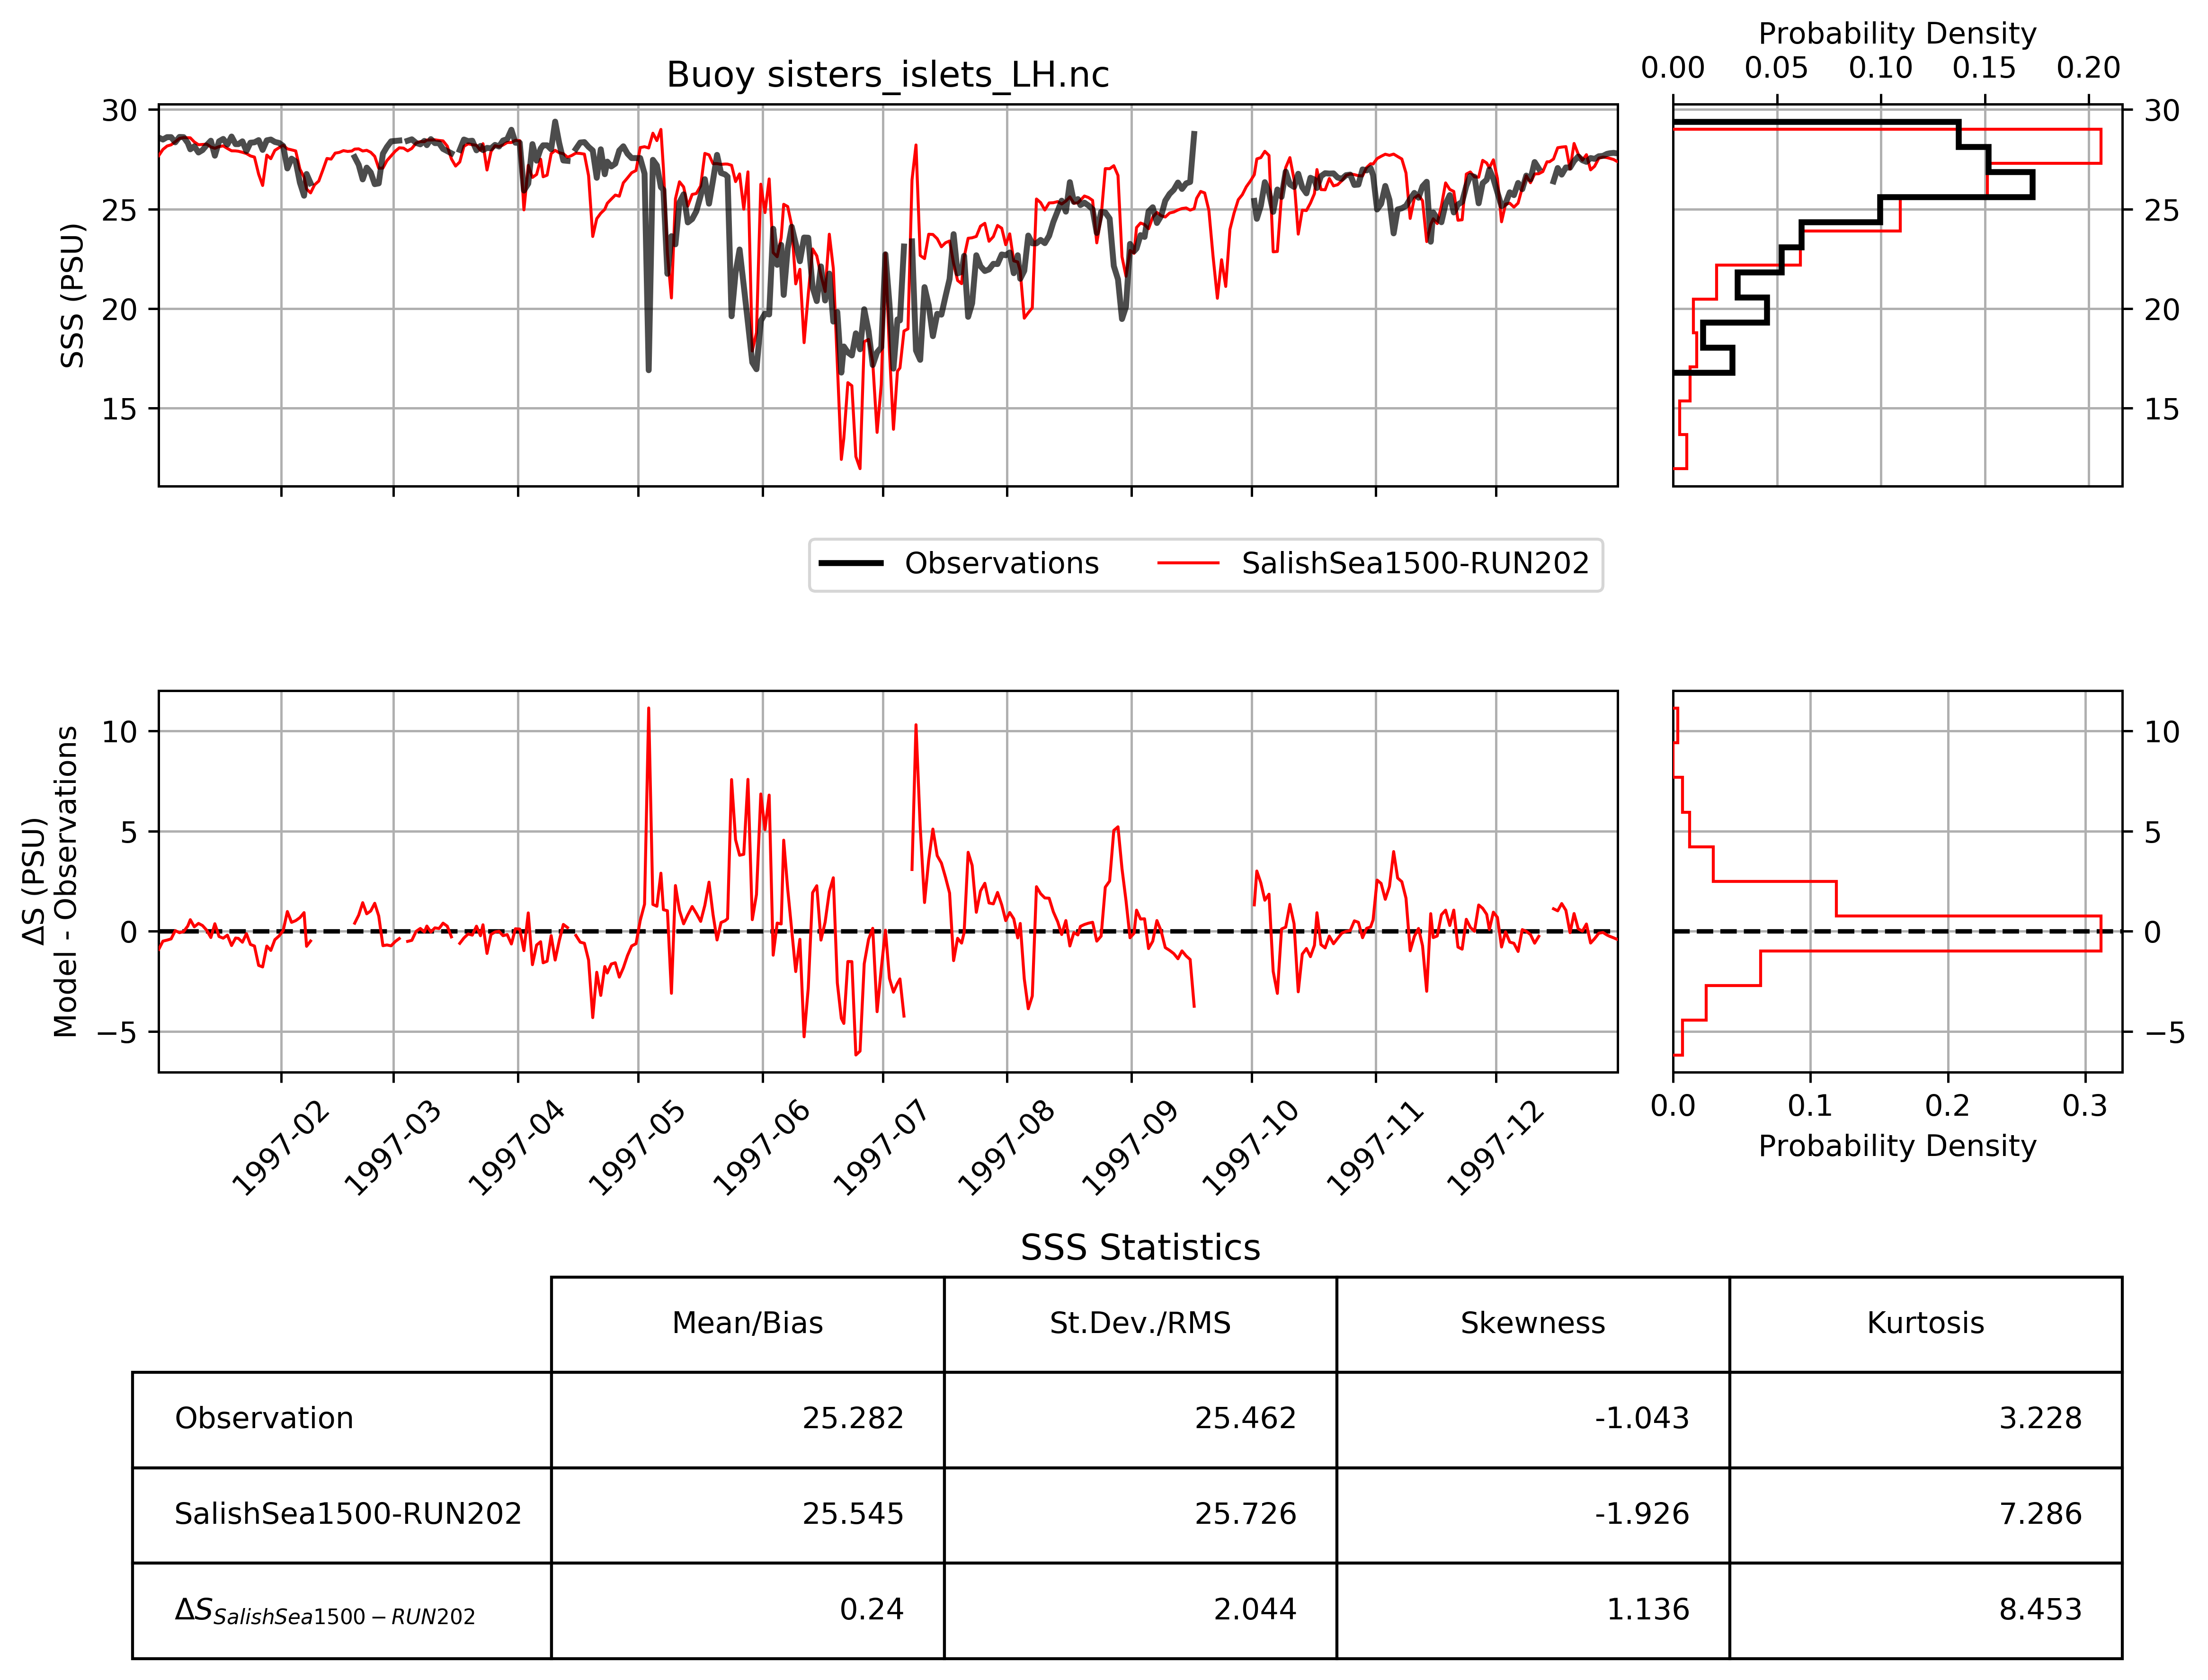 Probability Density
0.00 0.05 0.10 0.15 0.20
Buoy sisters_islets_LH.nc
SSS (PSU)
30
25
20
15
30
25
20
15
Observations SalishSea1500-RUN202
ΔS (PSU)
Model - Observations
10
5
0
−5
10
5
0
−5
1997-02 1997-03 1997-04 1997-05 1997-06 1997-07 1997-08 1997-09 1997-10 1997-11 1997-12
0.0 0.1 0.2 0.3
Probability Density
SSS Statistics
Mean/Bias St.Dev./RMS Skewness Kurtosis
Observation 25.282 25.462 -1.043 3.228
SalishSea1500-RUN202 25.545 25.726 -1.926 7.286
ΔS SalishSea1500−RUN202 0.24 2.044 1.136 8.453